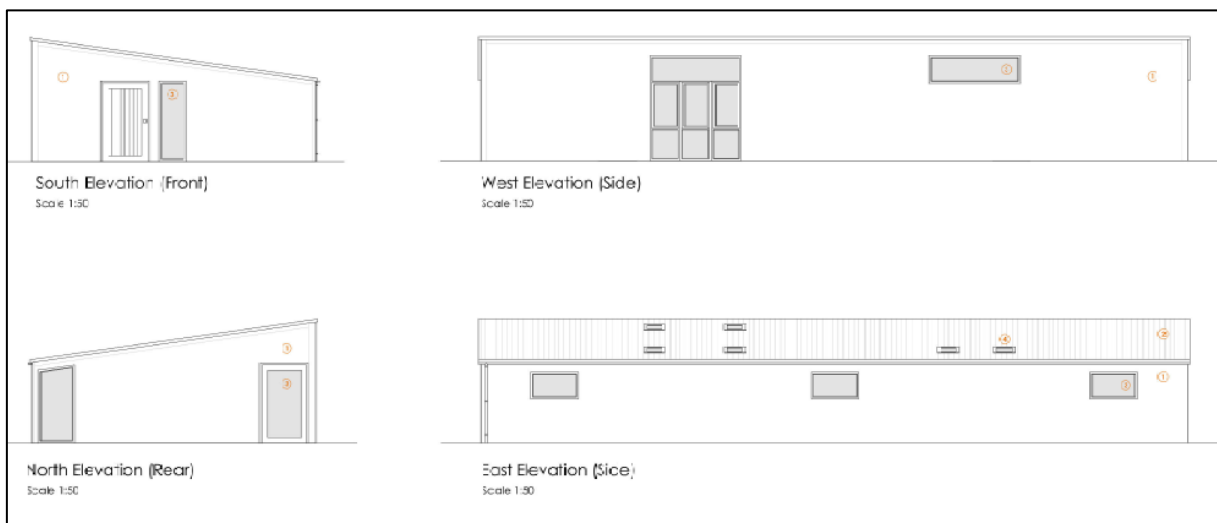 South Elevation (Front)
Scale 1:50
West Elevation (Side)
Scale 1:50
North Elevation (Rear)
Scale 1:50
East Elevation (Side)
Scale 1:50